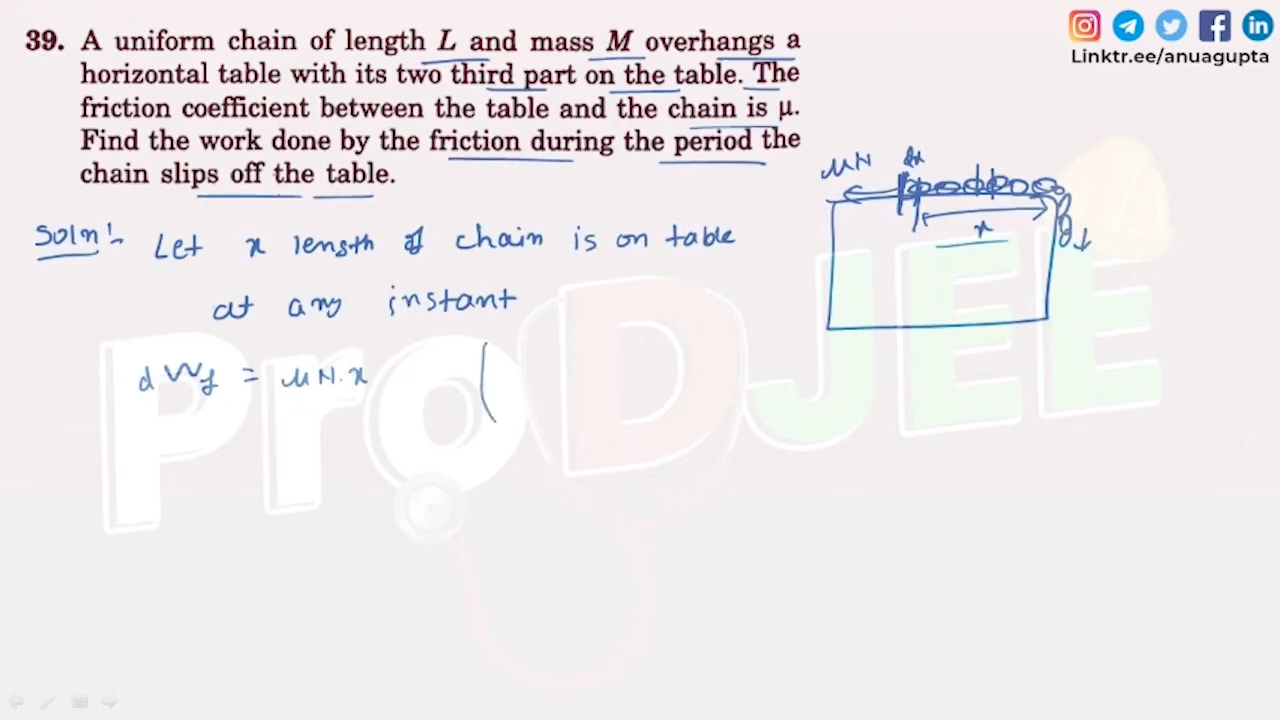 39. A uniform chain of length L and mass M overhangs a
horizontal table with its two third part on the table. The
friction coefficient between the table and the chain is μ.
Find the work done by the friction during the period the
chain slips off the table.
Linktr.ee/anuagupta
μN dx
x
Soln:- Let x length of chain is on table
at any instant
dWf = μN.x (
ProDJEE